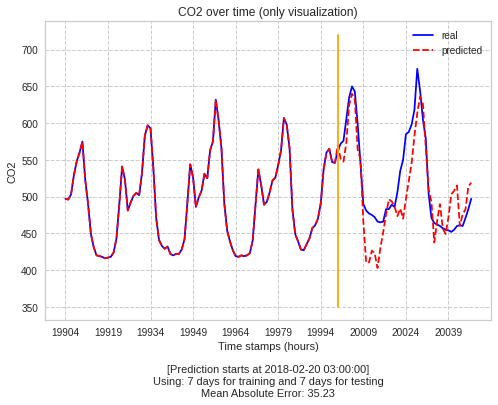 CO2 over time (only visualization)
real
predicted
CO2
700
650
600
550
500
450
400
350
19904 19919 19934 19949 19964 19979 19994 20009 20024 20039
Time stamps (hours)
[Prediction starts at 2018-02-20 03:00:00]
Using: 7 days for training and 7 days for testing
Mean Absolute Error: 35.23